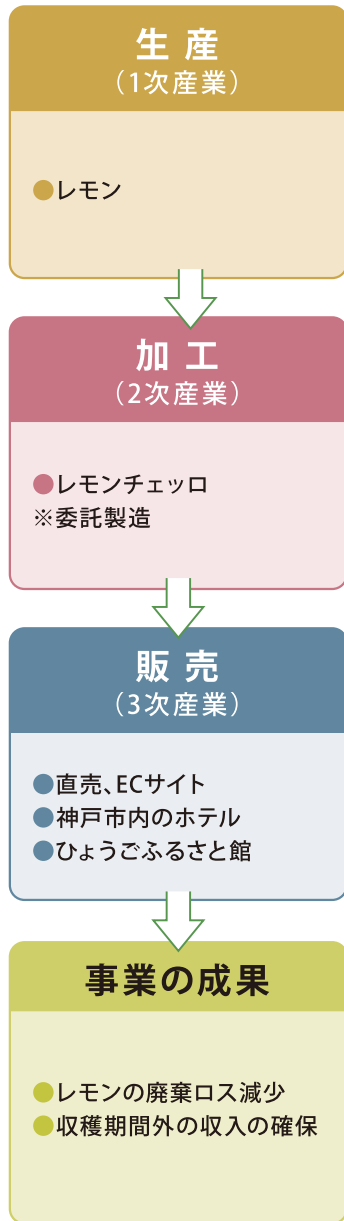 生産
（1次産業）
●レモン
加工
（2次産業）
●レモンチェッロ
※委託製造
販売
（3次産業）
●直売、ECサイト
●神戸市内のホテル
●ひょうごふるさと館
事業の成果
●レモンの廃棄ロス減少
●収穫期間外の収入の確保